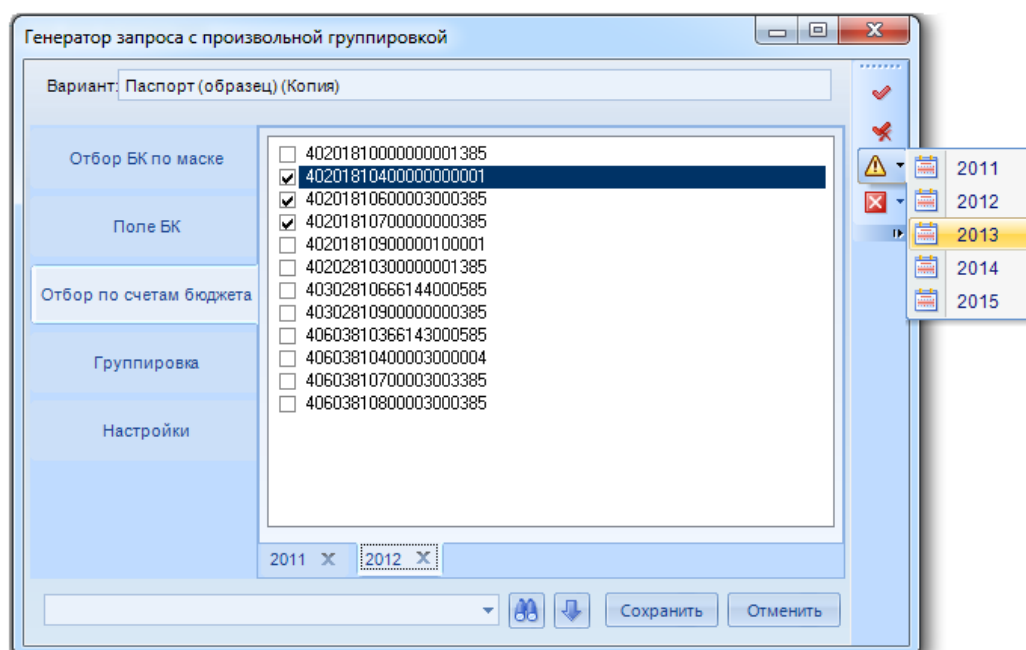 Генератор запроса с произвольной группировкой
Вариант: Паспорт (образец) (Копия)
Отбор БК по маске
Поле БК
Отбор по счетам бюджета
Группировка
Настройки
40201810000000001385
40201810400000000001
40201810600003000385
40201810700000000385
40201810900000100001
40202810300000001385
40302810666144000585
40302810900000000385
40603810366143000585
40603810400003000004
40603810700003003385
40603810800003000385
2011
2012
2011
2012
2013
2014
2015
Сохранить
Отменить